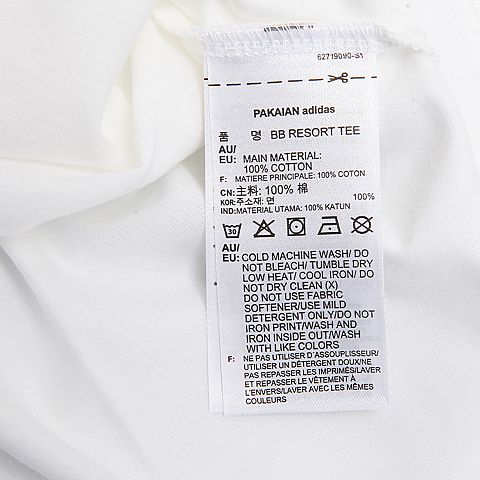 62719090-S1
PAKAIAN adidas
품 명 BB RESORT TEE
AU/
EU: MAIN MATERIAL:
100% COTTON
F: MATIERE PRINCIPALE: 100% COTON
CN: 主料: 100% 棉
KOR: 주소재: 면 100%
IND: MATERIAL UTAMA: 100% KATUN
30
AU/
EU: COLD MACHINE WASH/ DO
NOT BLEACH/ TUMBLE DRY
LOW HEAT/ COOL IRON/ DO
NOT DRY CLEAN (X)
DO NOT USE FABRIC
SOFTENER/USE MILD
DETERGENT ONLY/DO NOT
IRON PRINT/WASH AND
IRON INSIDE OUT/WASH
WITH LIKE COLORS
F: NE PAS UTILISER D'ASSOUPLISSEUR/
UTILISER UN DÉTERGENT DOUX/NE
PAS REPASSER LES IMPRIMÉS/LAVER
ET REPASSER LE VÊTEMENT À
L'ENVERS/LAVER AVEC LES MÊMES
COULEURS